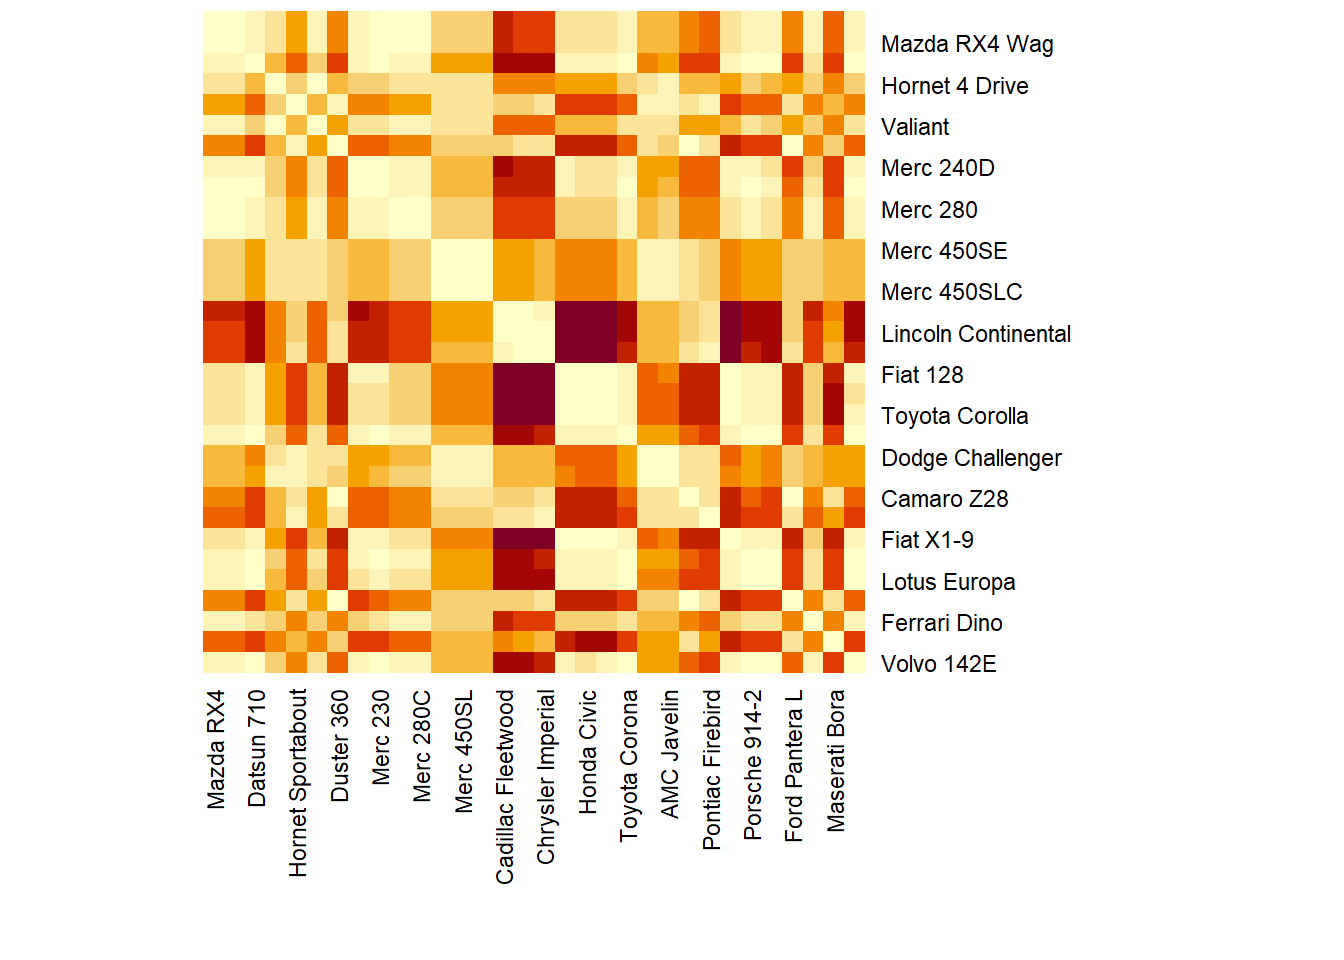 Mazda RX4 Wag
Hornet 4 Drive
Valiant
Merc 240D
Merc 280
Merc 450SE
Merc 450SLC
Lincoln Continental
Fiat 128
Toyota Corolla
Dodge Challenger
Camaro Z28
Fiat X1-9
Lotus Europa
Ferrari Dino
Volvo 142E
Mazda RX4
Datsun 710
Hornet Sportabout
Duster 360
Merc 230
Merc 280C
Merc 450SL
Cadillac Fleetwood
Chrysler Imperial
Honda Civic
Toyota Corona
AMC Javelin
Pontiac Firebird
Porsche 914-2
Ford Pantera L
Maserati Bora